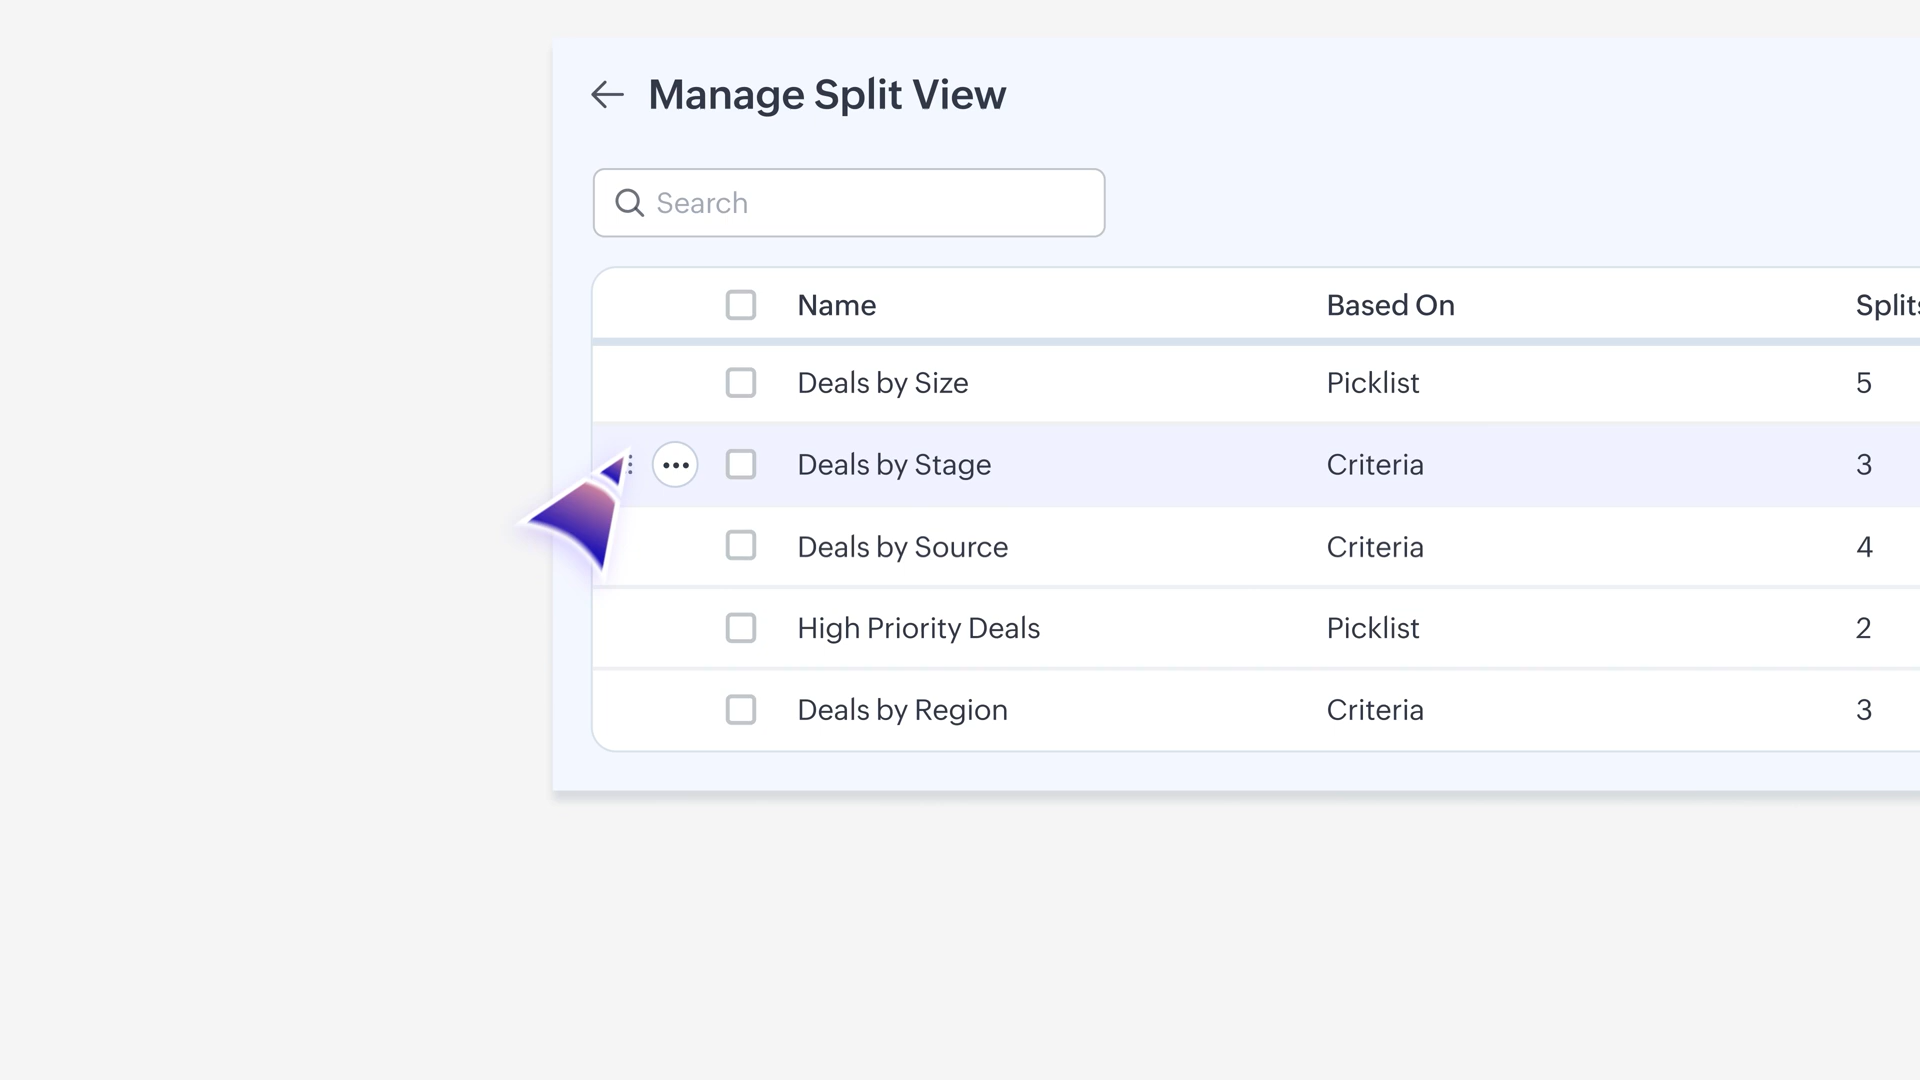 Manage Split View
Search
Name Based On Splits
Deals by Size Picklist 5
Deals by Stage Criteria 3
Deals by Source Criteria 4
High Priority Deals Picklist 2
Deals by Region Criteria 3